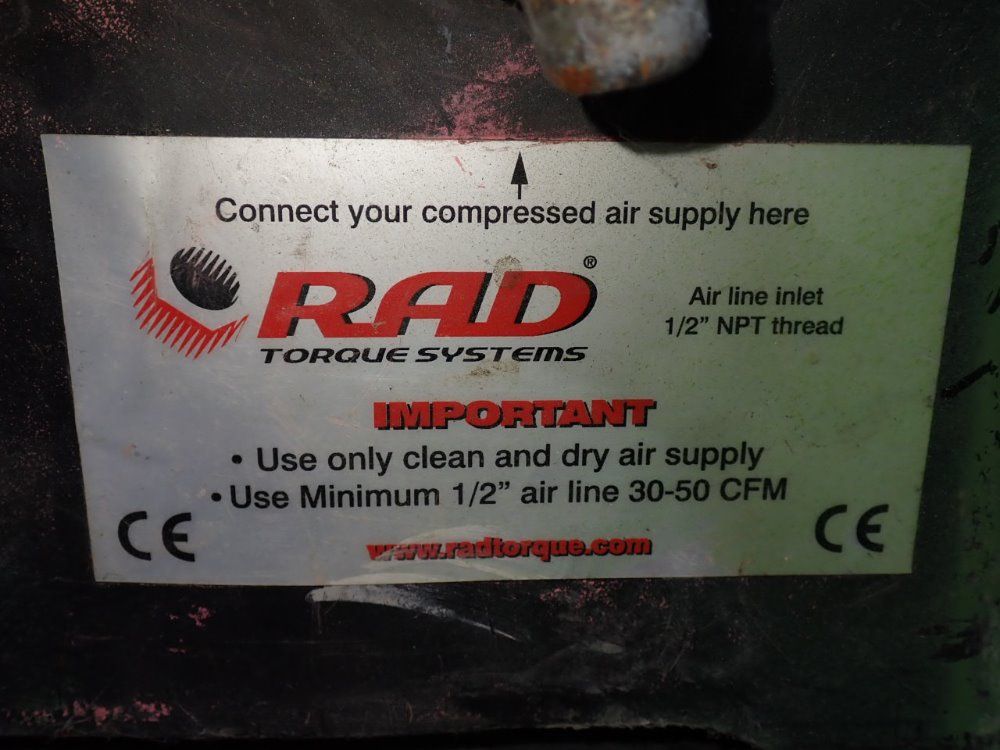 Connect your compressed air supply here
RAD®
TORQUE SYSTEMS
Air line inlet
1/2” NPT thread
IMPORTANT
• Use only clean and dry air supply
• Use Minimum 1/2” air line 30-50 CFM
CE
CE
www.radtorque.com